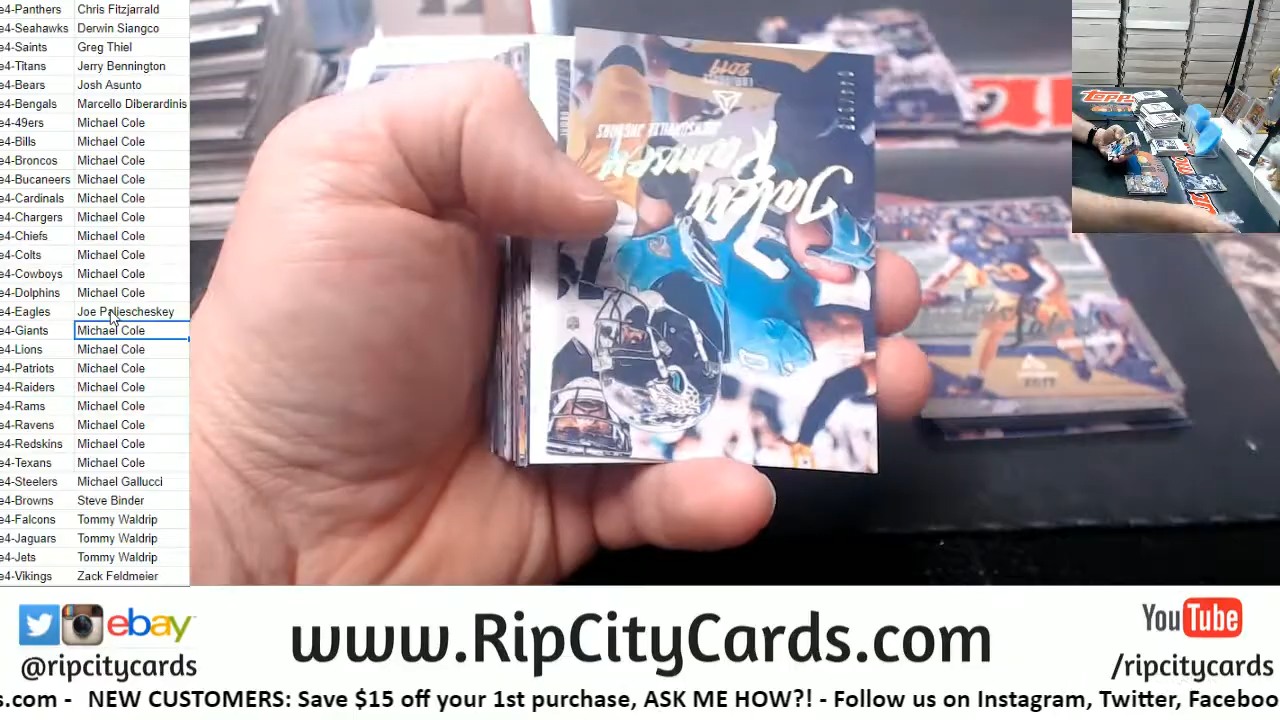 e4-Panthers Chris Fitzjarrald
e4-Seahawks Derwin Siangco
e4-Saints Greg Thiel
e4-Titans Jerry Bennington
e4-Bears Josh Asunto
e4-Bengals Marcello Diberardinis
e4-49ers Michael Cole
e4-Bills Michael Cole
e4-Broncos Michael Cole
e4-Bucaneers Michael Cole
e4-Cardinals Michael Cole
e4-Chargers Michael Cole
e4-Chiefs Michael Cole
e4-Colts Michael Cole
e4-Cowboys Michael Cole
e4-Dolphins Michael Cole
e4-Eagles Joe
e4-Giants Michael Cole
e4-Lions Michael Cole
e4-Patriots Michael Cole
e4-Raiders Michael Cole
e4-Rams Michael Cole
e4-Ravens Michael Cole
e4-Redskins Michael Cole
e4-Texans Michael Cole
e4-Steelers Michael Gallucci
e4-Browns Steve Binder
e4-Falcons Tommy Waldrip
e4-Jaguars Tommy Waldrip
e4-Jets Tommy Waldrip
e4-Vikings Zack Feldmeier
2019
JACKSONVILLE JAGUARS
Jalen
Ramsey
Topps
ebay
@ripcitycards
www.RipCityCards.com
YouTube
/ripcitycards
s.com - NEW CUSTOMERS: Save $15 off your 1st purchase, ASK ME HOW?! - Follow us on Instagram, Twitter, Faceboo